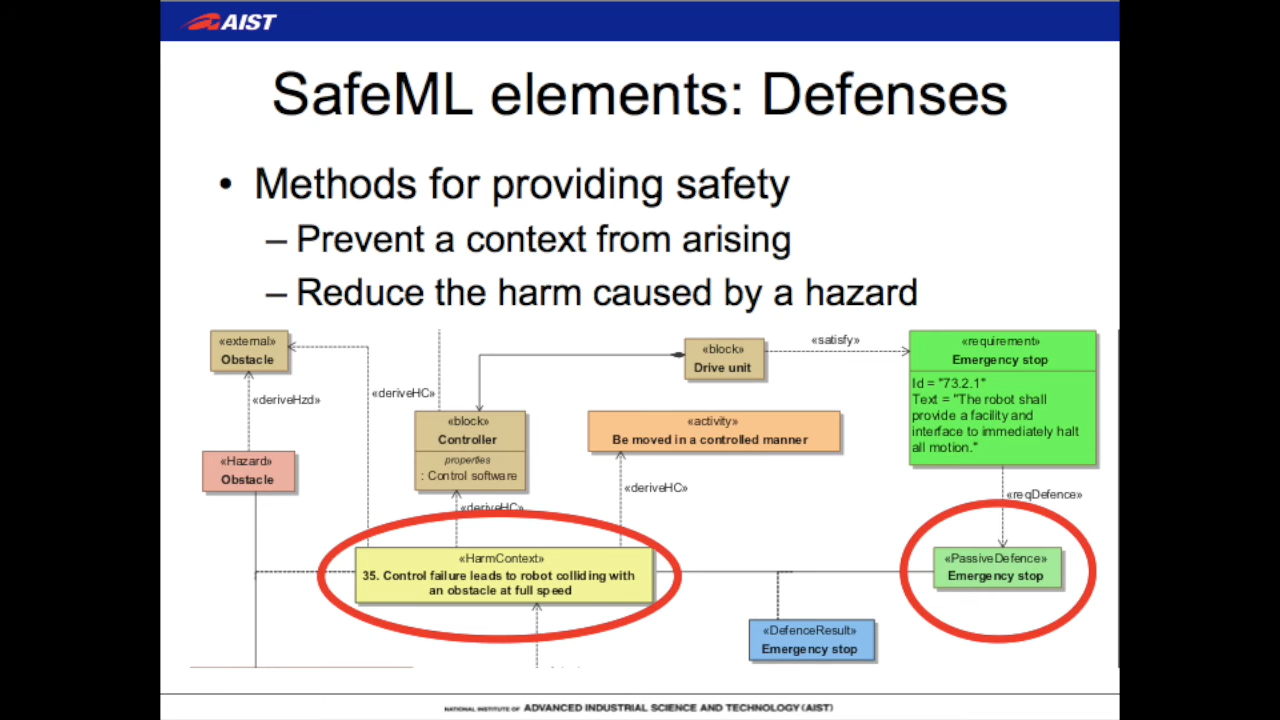 AIST
SafeML elements: Defenses
• Methods for providing safety
– Prevent a context from arising
– Reduce the harm caused by a hazard
«external»
Obstacle
«deriveHzd»
«Hazard»
Obstacle
«deriveHC»
«block»
Controller
properties
: Control software
«deriveHC»
«block»
Drive unit
«satisfy»
«requirement»
Emergency stop
Id = "73.2.1"
Text = "The robot shall
provide a facility and
interface to immediately halt
all motion."
«activity»
Be moved in a controlled manner
«deriveHC»
«reqDefence»
«HarmContext»
35. Control failure leads to robot colliding with
an obstacle at full speed
«PassiveDefence»
Emergency stop
«DefenceResult»
Emergency stop
NATIONAL INSTITUTE OF ADVANCED INDUSTRIAL SCIENCE AND TECHNOLOGY (AIST)